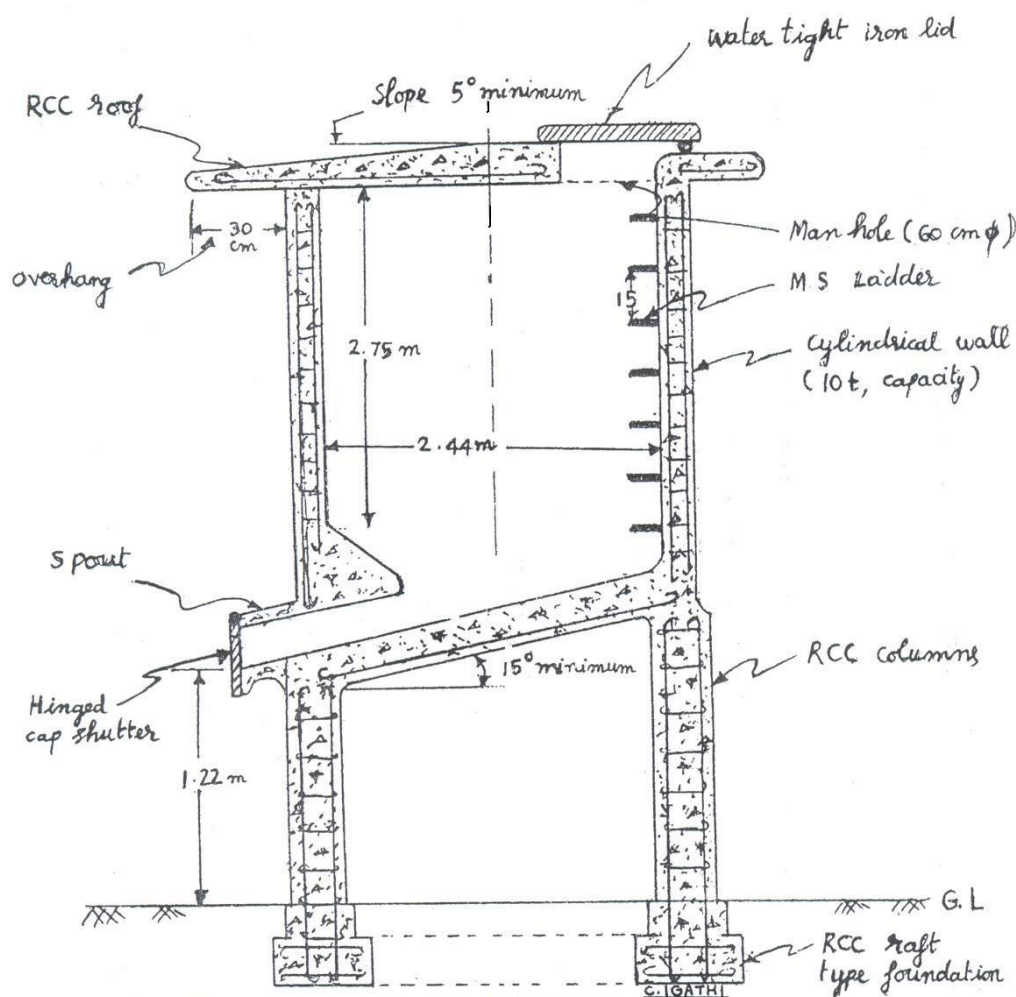 water tight iron lid
Slope 5° minimum
RCC roof
30
cm
overhang
Man hole (60 cm ϕ)
M.S Ladder
15
cylindrical wall
(10t, capacity)
2.75 m
2.44 m
Spout
15° minimum
RCC columns
Hinged
cap shutter
1.22 m
G.L
RCC raft
type foundation
C. JGATHI